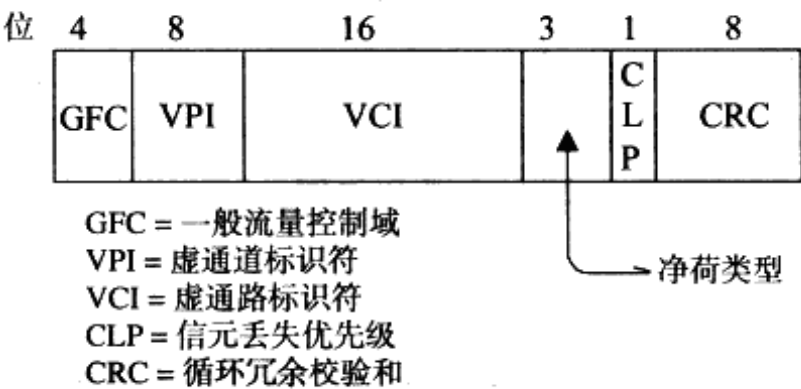 位 4 8 16 3 1 8
GFC VPI VCI CLP CRC
GFC = 一般流量控制域
VPI = 虚通道标识符
净荷类型
VCI = 虚通路标识符
CLP = 信元丢失优先级
CRC = 循环冗余校验和